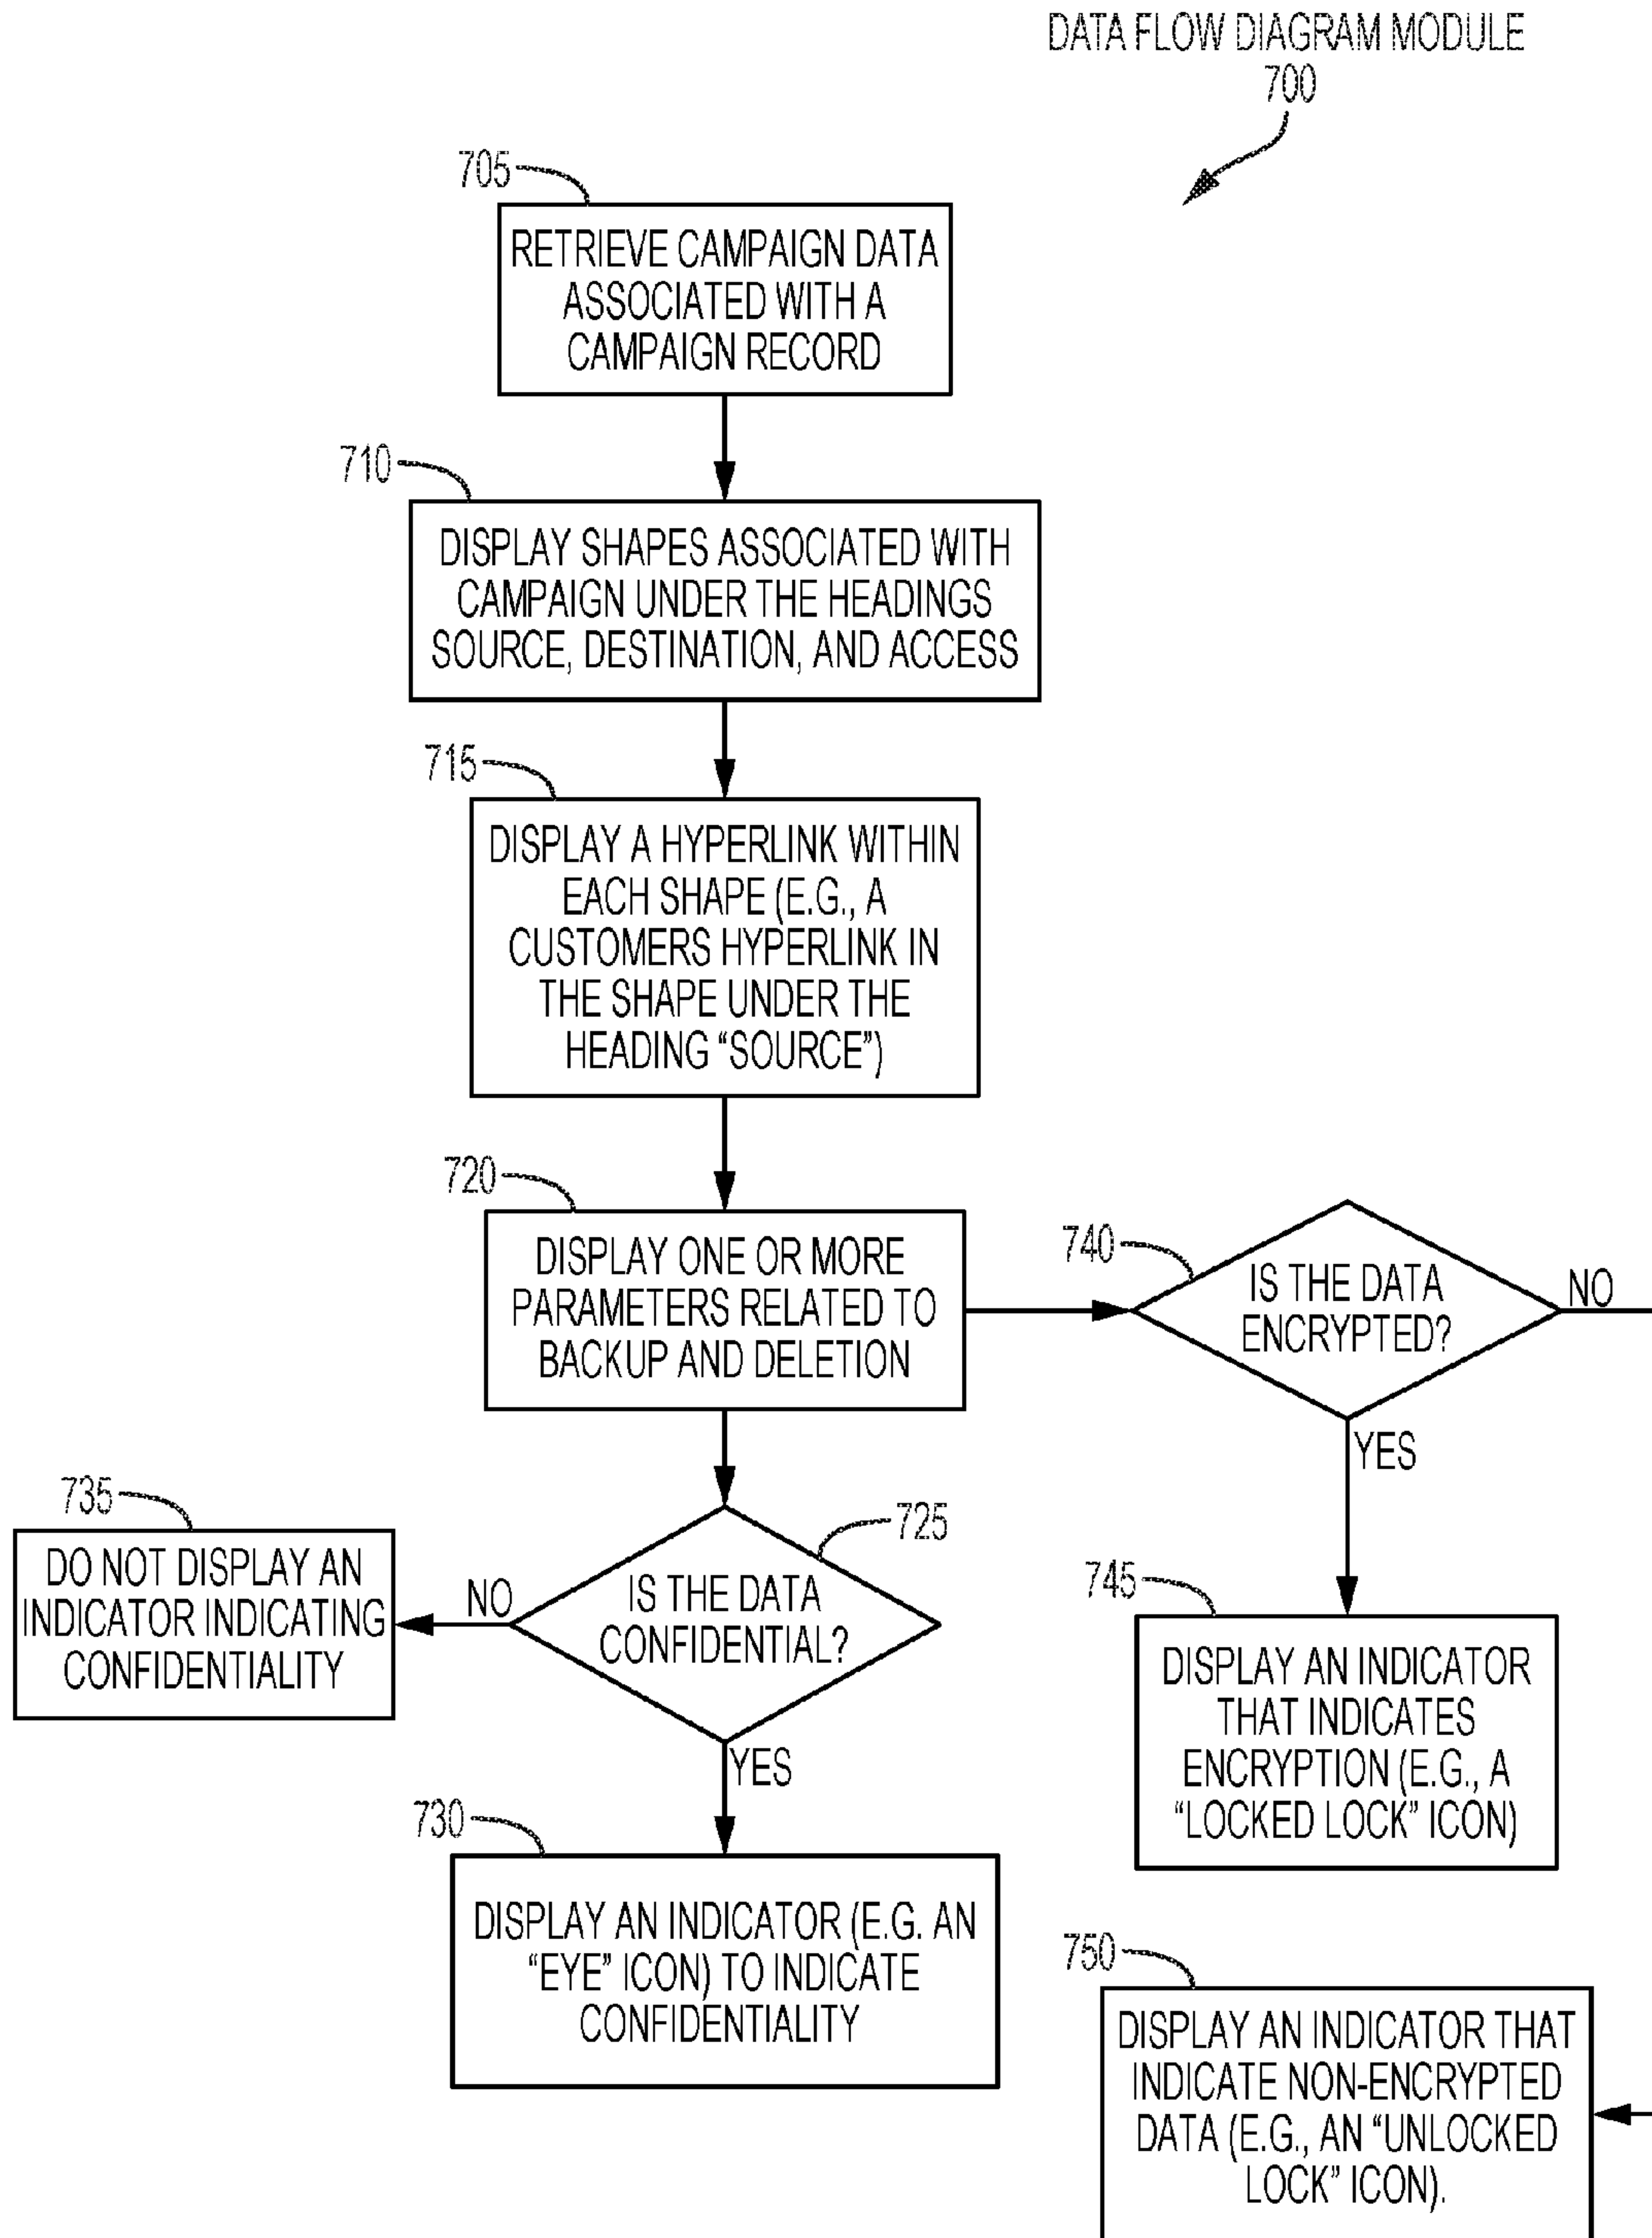 DATA FLOW DIAGRAM MODULE
700
705
RETRIEVE CAMPAIGN DATA
ASSOCIATED WITH A
CAMPAIGN RECORD
710
DISPLAY SHAPES ASSOCIATED WITH
CAMPAIGN UNDER THE HEADINGS
SOURCE, DESTINATION, AND ACCESS
715
DISPLAY A HYPERLINK WITHIN
EACH SHAPE (E.G., A
CUSTOMERS HYPERLINK IN
THE SHAPE UNDER THE
HEADING “SOURCE”)
720
DISPLAY ONE OR MORE
PARAMETERS RELATED TO
BACKUP AND DELETION
740
IS THE DATA
ENCRYPTED?
NO
YES
725
IS THE DATA
CONFIDENTIAL?
NO
YES
735
DO NOT DISPLAY AN
INDICATOR INDICATING
CONFIDENTIALITY
745
DISPLAY AN INDICATOR
THAT INDICATES
ENCRYPTION (E.G., A
“LOCKED LOCK” ICON)
730
DISPLAY AN INDICATOR (E.G. AN
“EYE” ICON) TO INDICATE
CONFIDENTIALITY
750
DISPLAY AN INDICATOR THAT
INDICATE NON-ENCRYPTED
DATA (E.G., AN “UNLOCKED
LOCK” ICON).